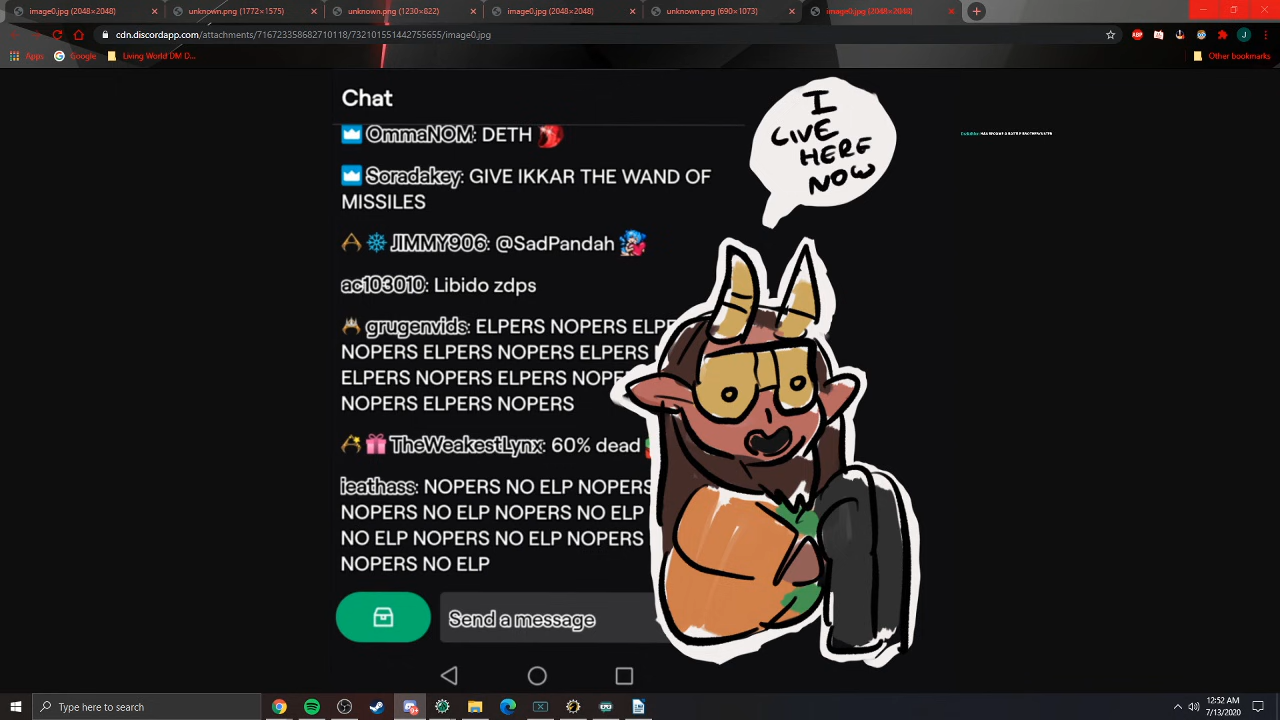 image0.jpg (2048×2048)
unknown.png (1772×1575)
unknown.png (1230×822)
image0.jpg (2048×2048)
unknown.png (690×1073)
image0.jpg (2048×2048)
cdn.discordapp.com/attachments/716723358682710118/732101551442755655/image0.jpg
Apps
Google
Living World DM D...
Other bookmarks
Chat
OmmaNOM: DETH
Soradakey: GIVE IKKAR THE WAND OF
MISSILES
JIMMY906: @SadPandah
ac103010: Libido zdps
grugenvids: ELPERS NOPERS ELPE
NOPERS ELPERS NOPERS ELPERS
ELPERS NOPERS ELPERS NOPE
NOPERS ELPERS NOPERS
TheWeakestLynx: 60% dead
ieathass: NOPERS NO ELP NOPERS
NOPERS NO ELP NOPERS NO ELP
NO ELP NOPERS NO ELP NOPERS
NOPERS NO ELP
Send a message
I
LIVE
HERE
NOW
Type here to search
12:52 AM
7/13/2020